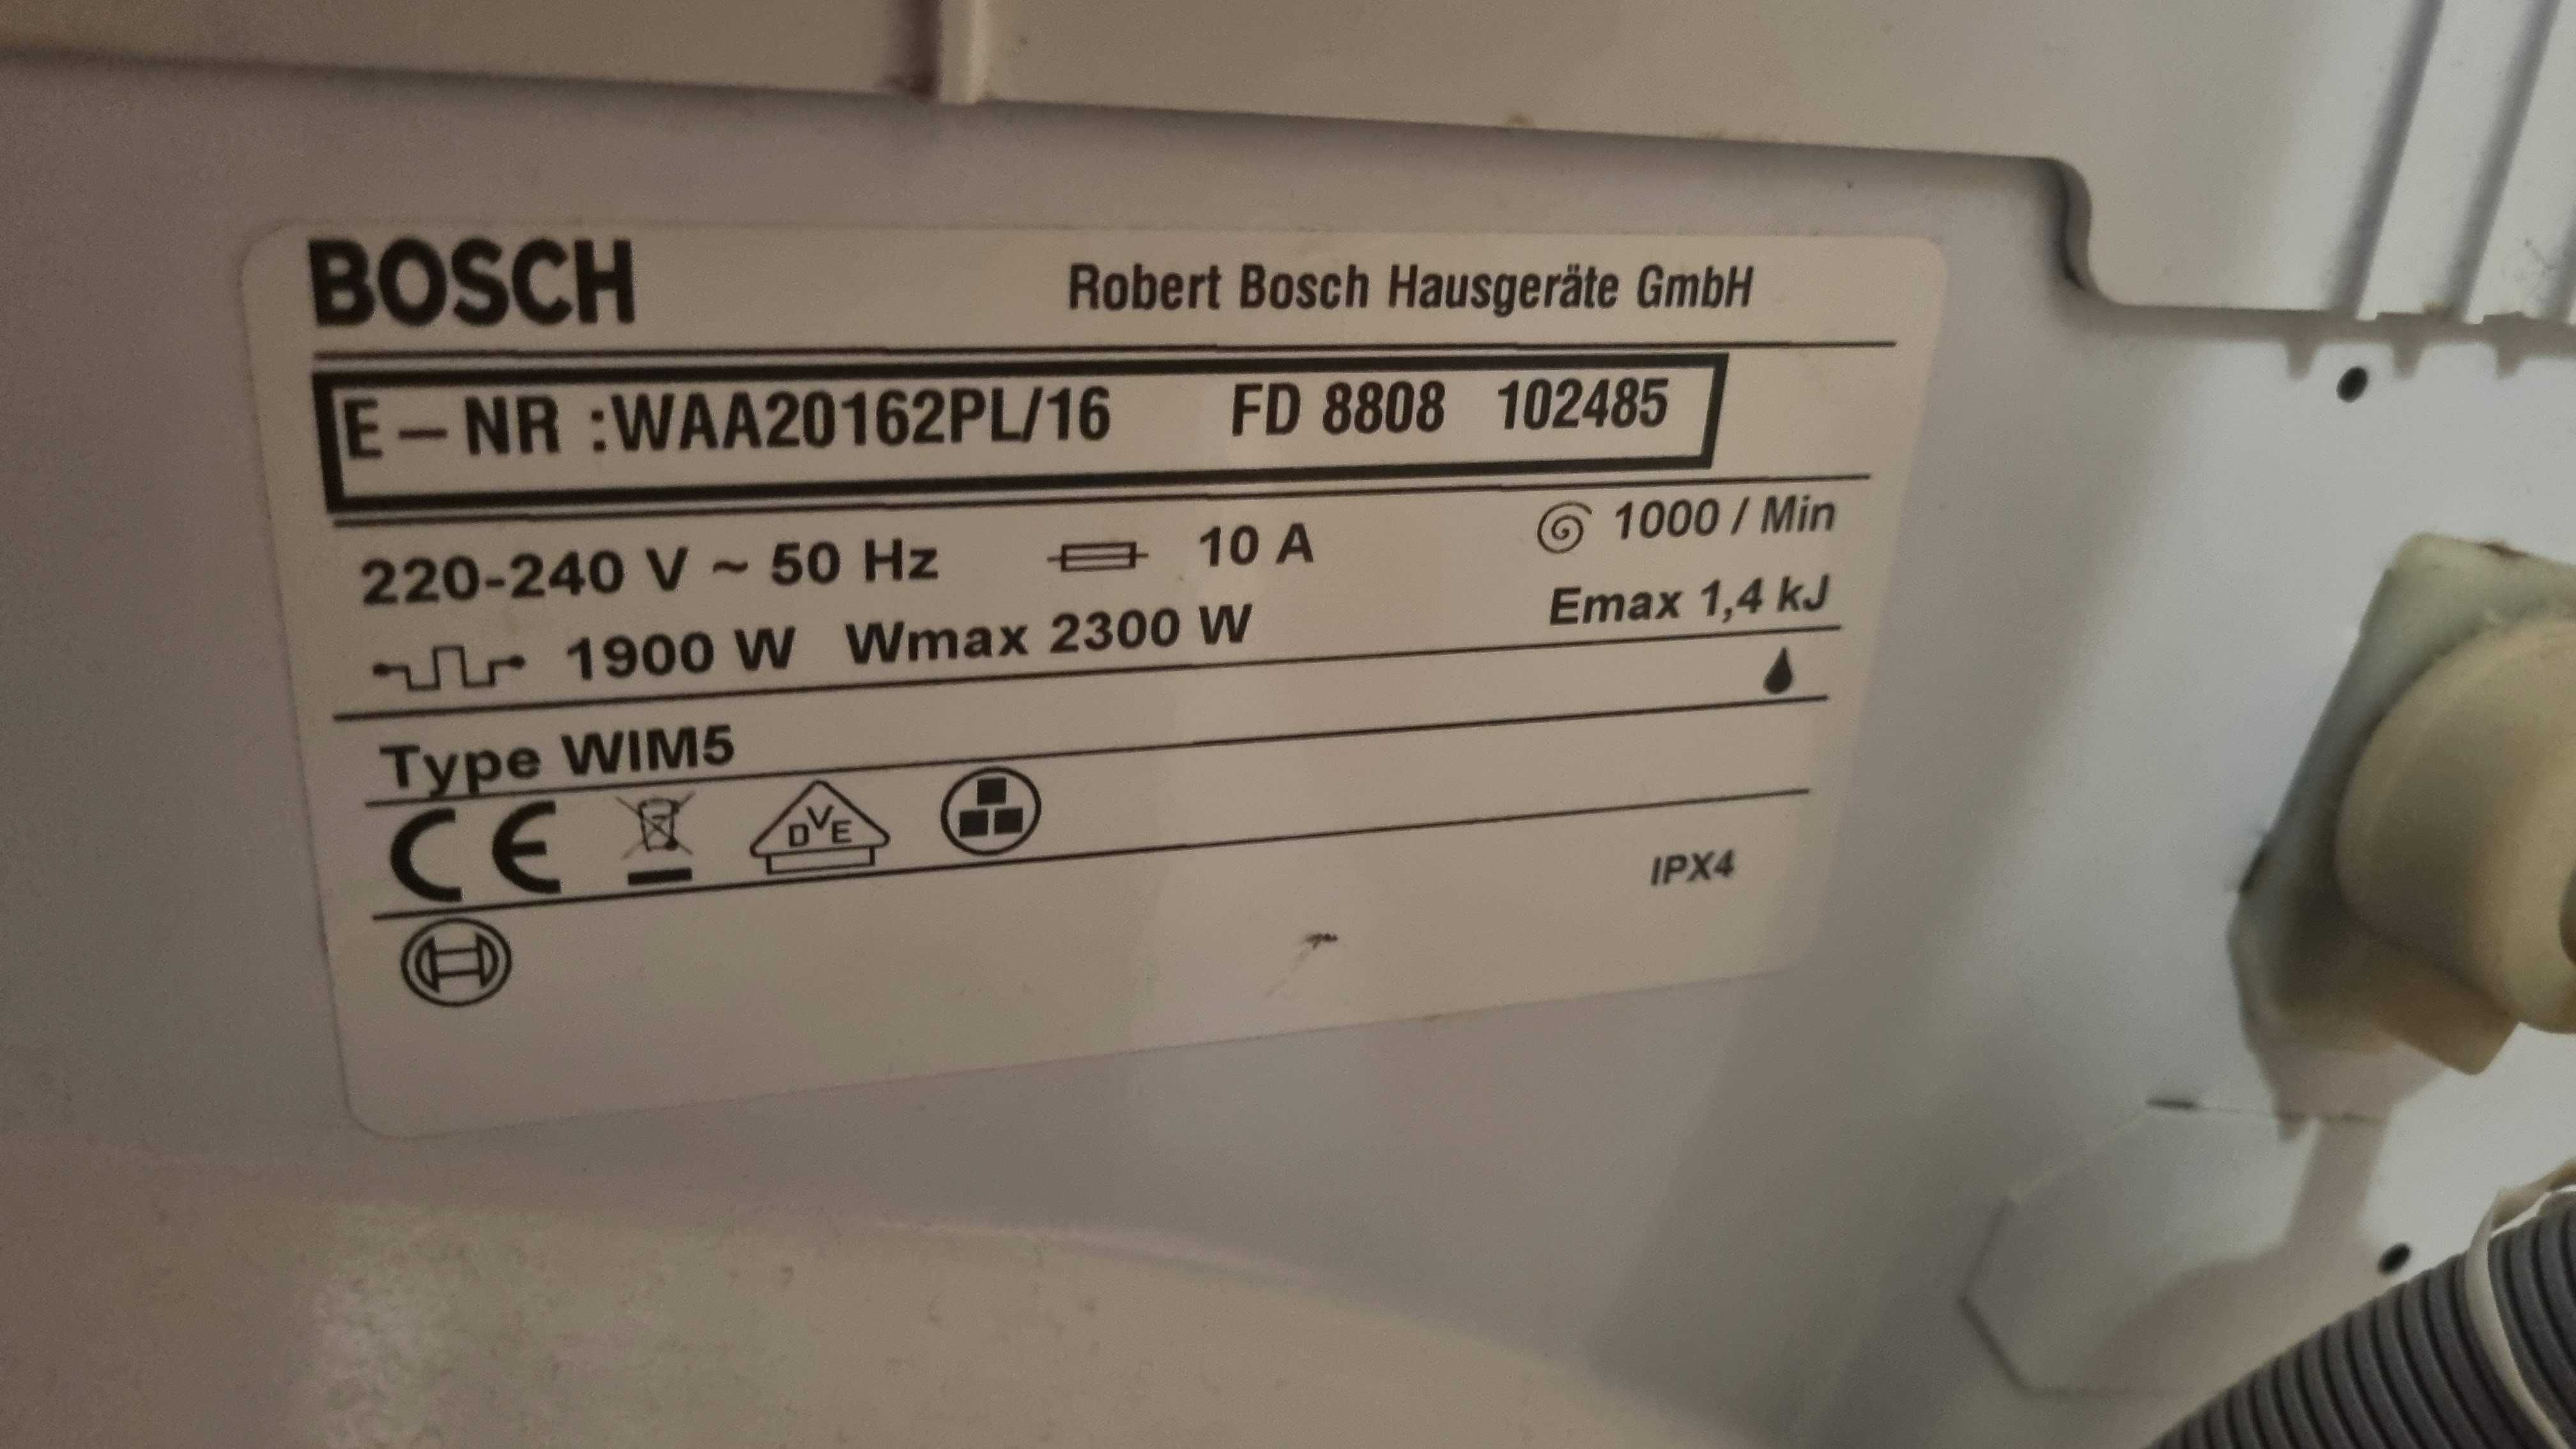 BOSCH Robert Bosch Hausgeräte GmbH
E – NR :WAA20162PL/16 FD 8808 102485
220-240 V ~ 50 Hz 10 A 1000 / Min
1900 W Wmax 2300 W Emax 1,4 kJ
Type WIM5
CE DVE
IPX4